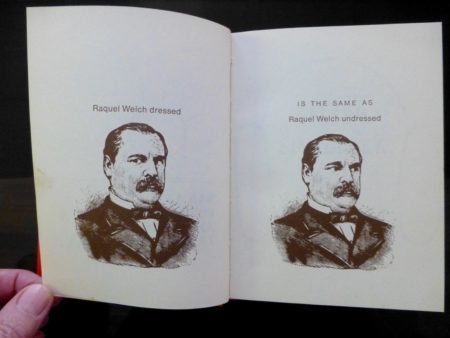 Raquel Welch dressed
IS THE SAME AS
Raquel Welch undressed